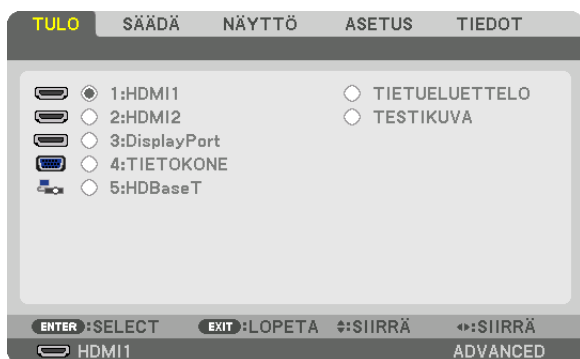 TULO SÄÄDÄ NÄYTTÖ ASETUS TIEDOT
1:HDMI1 TIETUELUETTELO
2:HDMI2 TESTIKUVA
3:DisplayPort
4:TIETOKONE
5:HDBaseT
ENTER:SELECT EXIT:LOPETA :SIIRRÄ :SIIRRÄ
HDMI1 ADVANCED